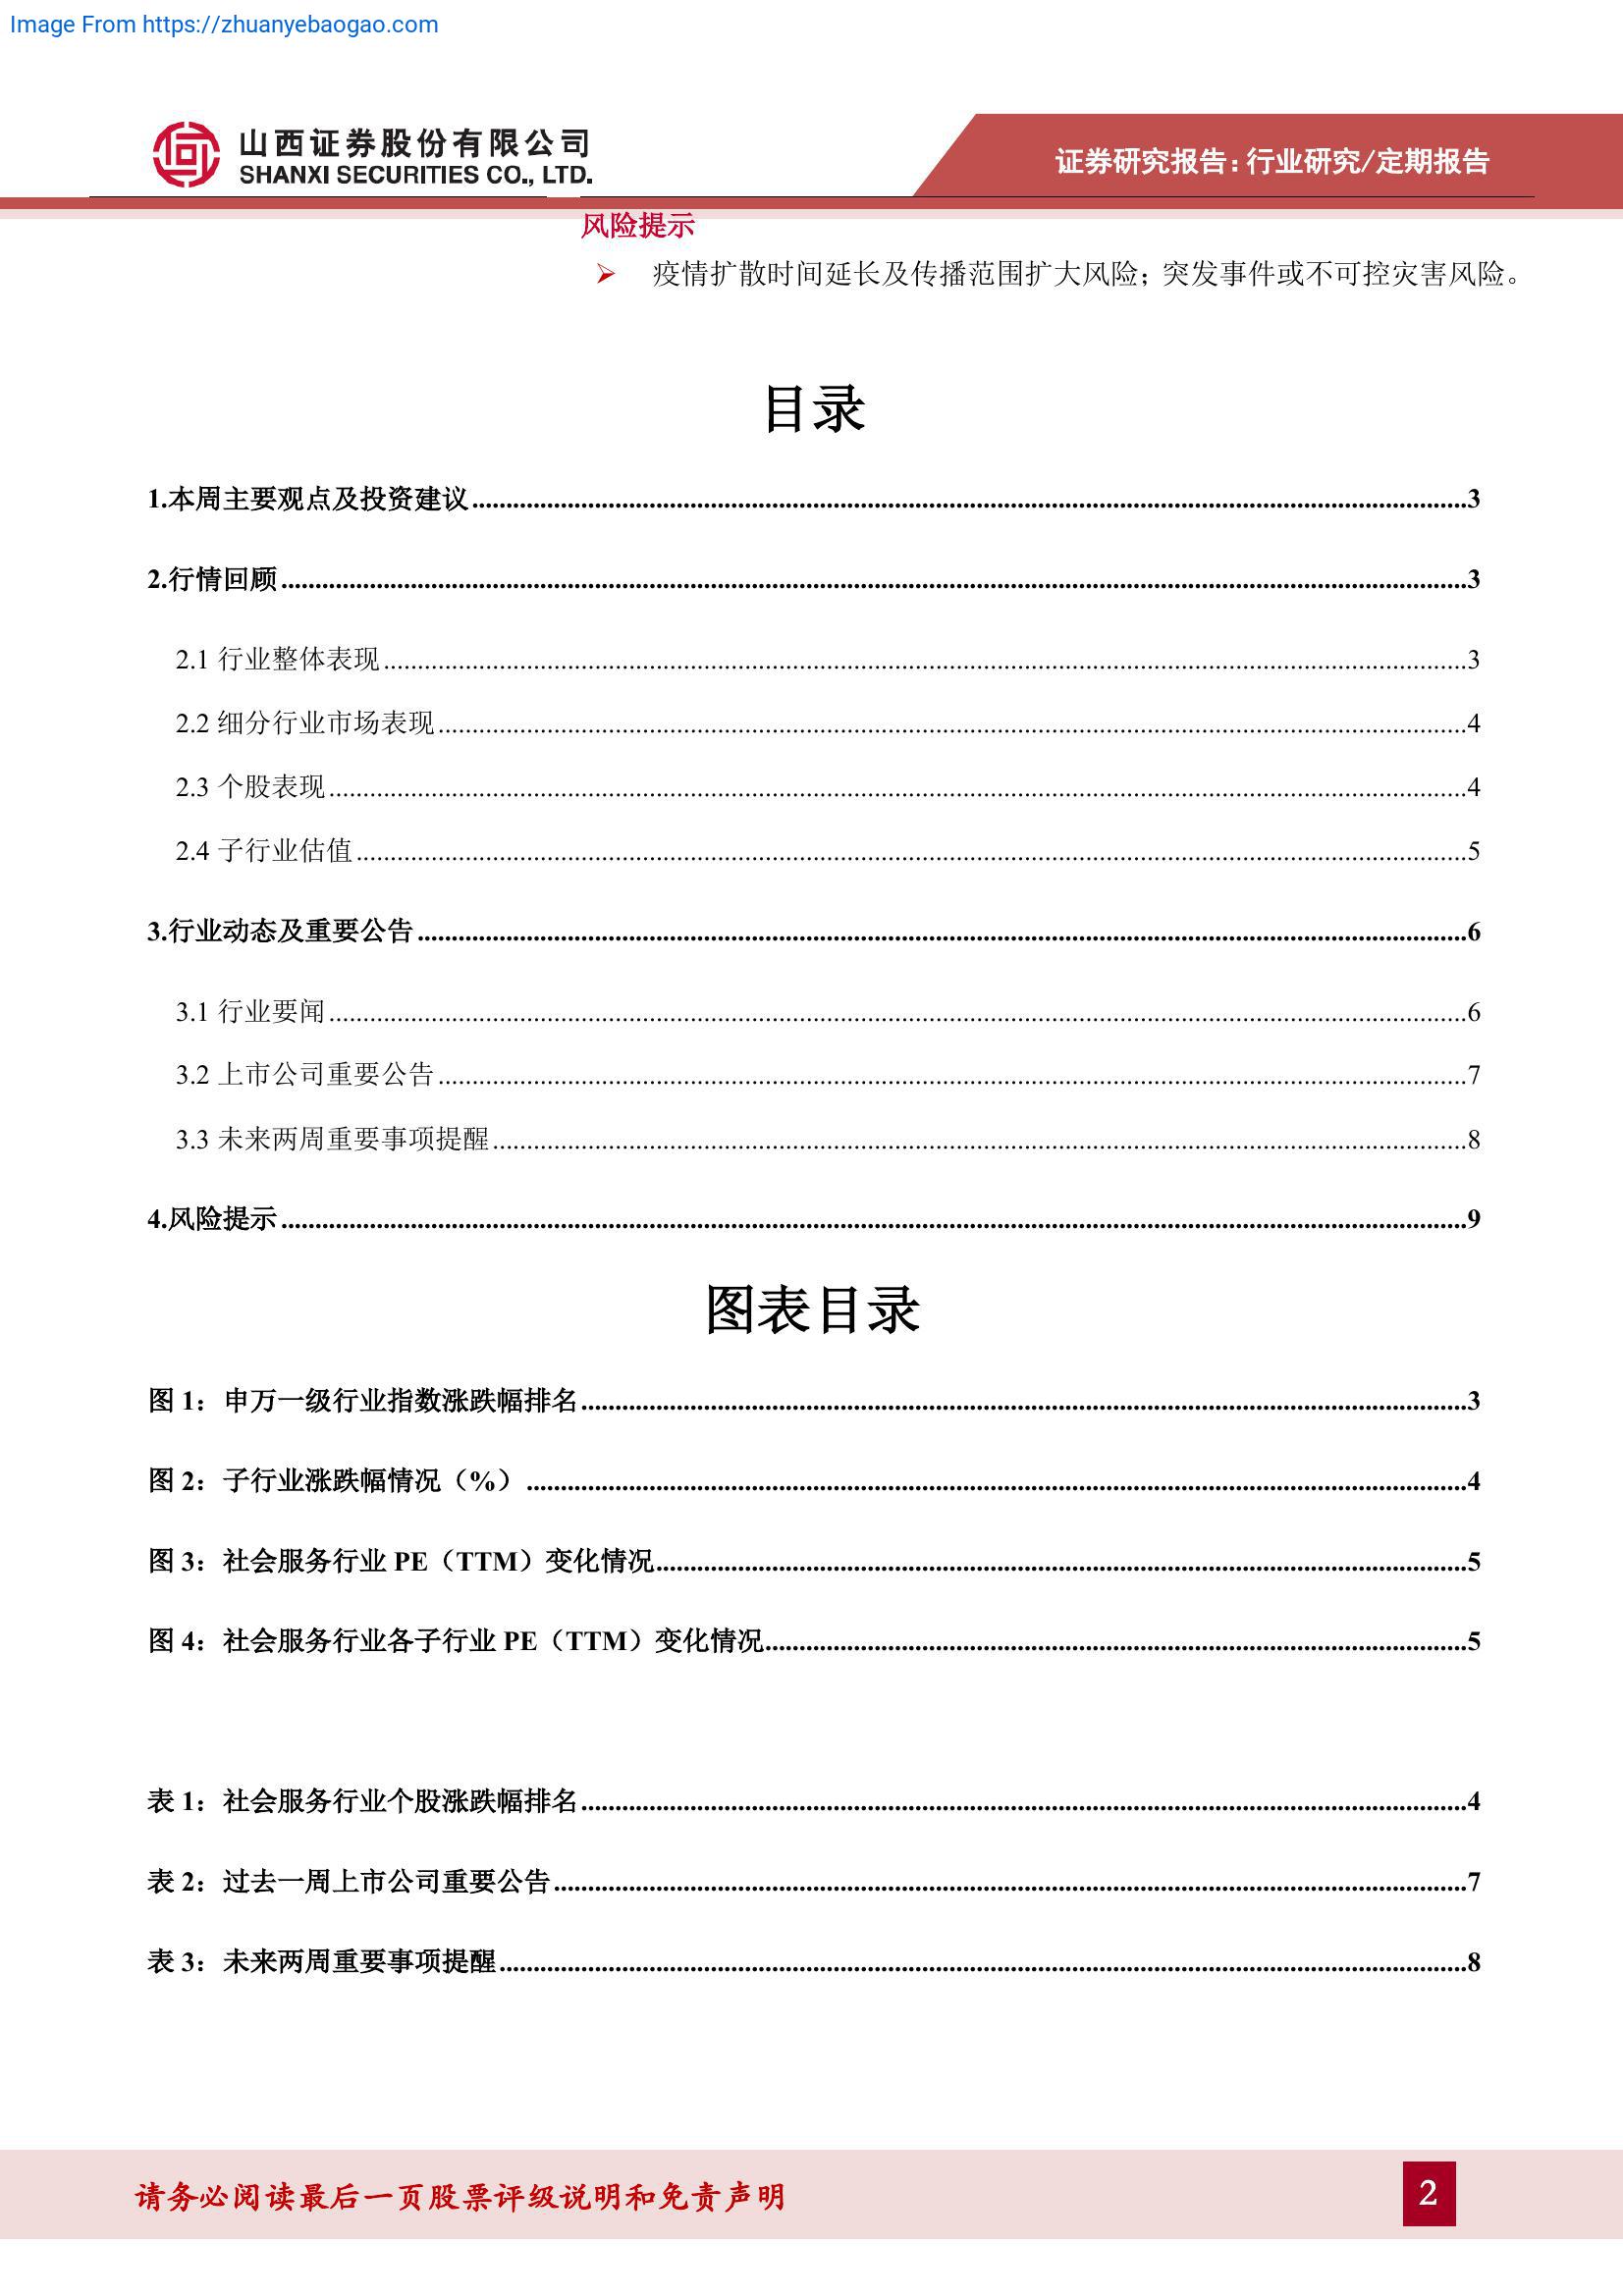 Image From https://zhuanyebaogao.com
山西证券股份有限公司
SHANXI SECURITIES CO., LTD.
证券研究报告：行业研究/定期报告
风险提示
➢ 疫情扩散时间延长及传播范围扩大风险；突发事件或不可控灾害风险。
目录
1.本周主要观点及投资建议....................3
2.行情回顾....................3
2.1 行业整体表现....................3
2.2 细分行业市场表现....................4
2.3 个股表现....................4
2.4 子行业估值....................5
3.行业动态及重要公告....................6
3.1 行业要闻....................6
3.2 上市公司重要公告....................7
3.3 未来两周重要事项提醒....................8
4.风险提示....................9
图表目录
图 1：申万一级行业指数涨跌幅排名....................3
图 2：子行业涨跌幅情况（%）....................4
图 3：社会服务行业 PE（TTM）变化情况....................5
图 4：社会服务行业各子行业 PE（TTM）变化情况....................5
表 1：社会服务行业个股涨跌幅排名....................4
表 2：过去一周上市公司重要公告....................7
表 3：未来两周重要事项提醒....................8
请务必阅读最后一页股票评级说明和免责声明
2